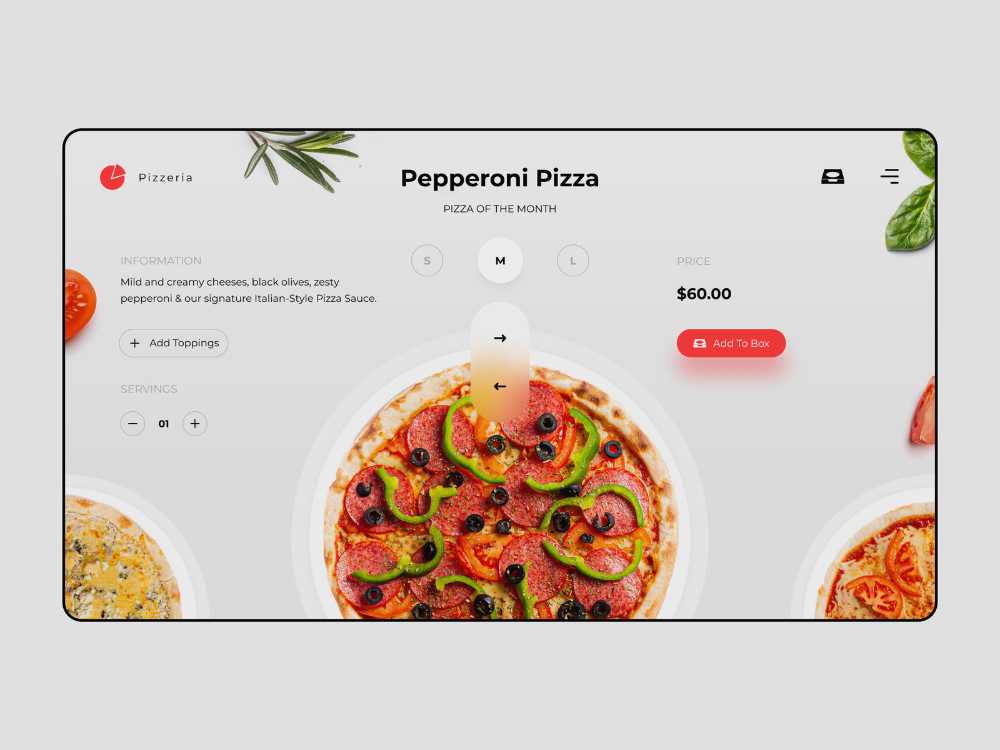 Pizzeria
Pepperoni Pizza
PIZZA OF THE MONTH
S
M
L
INFORMATION
Mild and creamy cheeses, black olives, zesty
pepperoni & our signature Italian-Style Pizza Sauce.
Add Toppings
SERVINGS
01
PRICE
$60.00
Add To Box